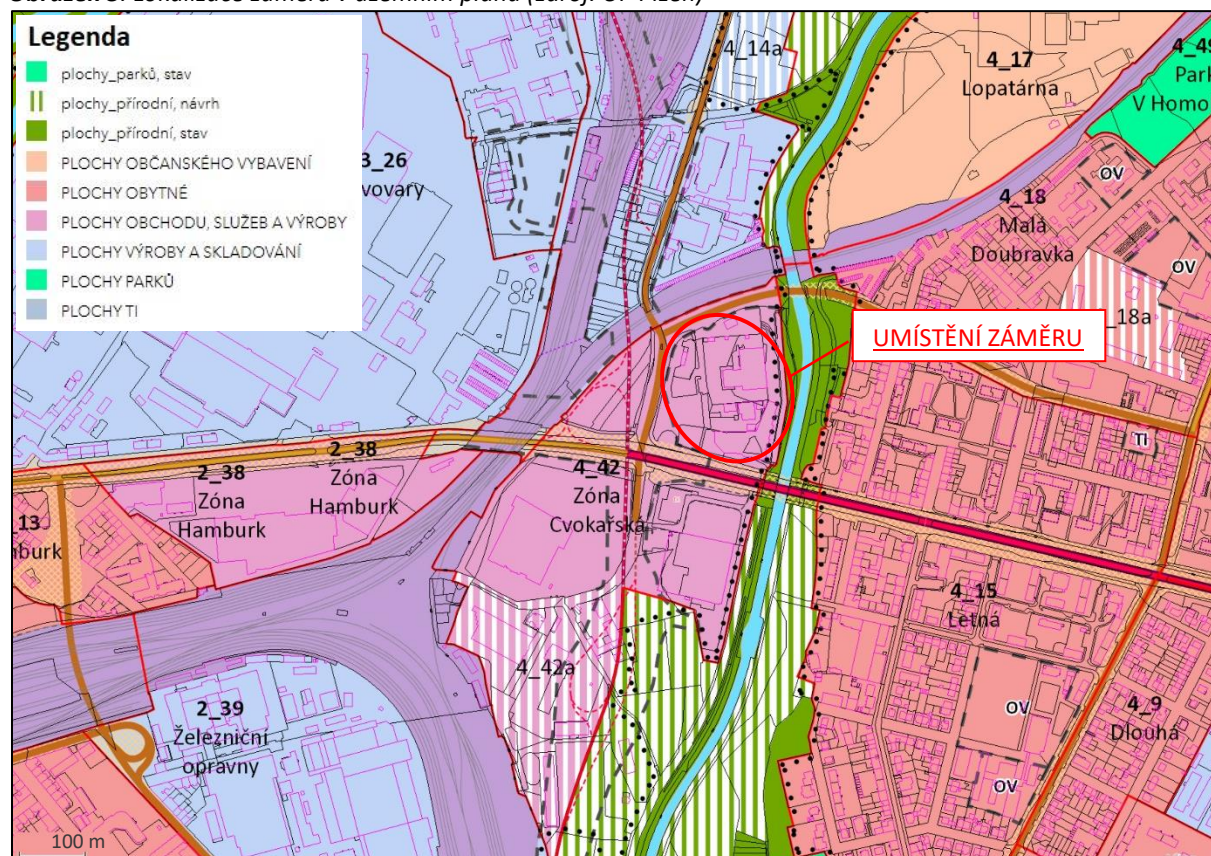 Legenda
plochy_parků, stav
plochy_přírodní, návrh
plochy_přírodní, stav
PLOCHY OBČANSKÉHO VYBAVENÍ
PLOCHY OBYTNÉ
PLOCHY OBCHODU, SLUŽEB A VÝROBY
PLOCHY VÝROBY A SKLADOVÁNÍ
PLOCHY PARKŮ
PLOCHY TI
4_14a
4_17
Lopatárna
4_49
Park
V Homo
3_26
vovary
OV
4_18
Malá
Doubravka
OV
_18a
UMÍSTĚNÍ ZÁMĚRU
Ti
2_38
Zóna
Hamburk
2_38
Zóna
Hamburk
4_42
Zóna
Cvokařská
_13
mburk
4_15
Letná
4_42a
2_39
Železniční
opravny
OV
4_9
Dlouhá
OV
100 m